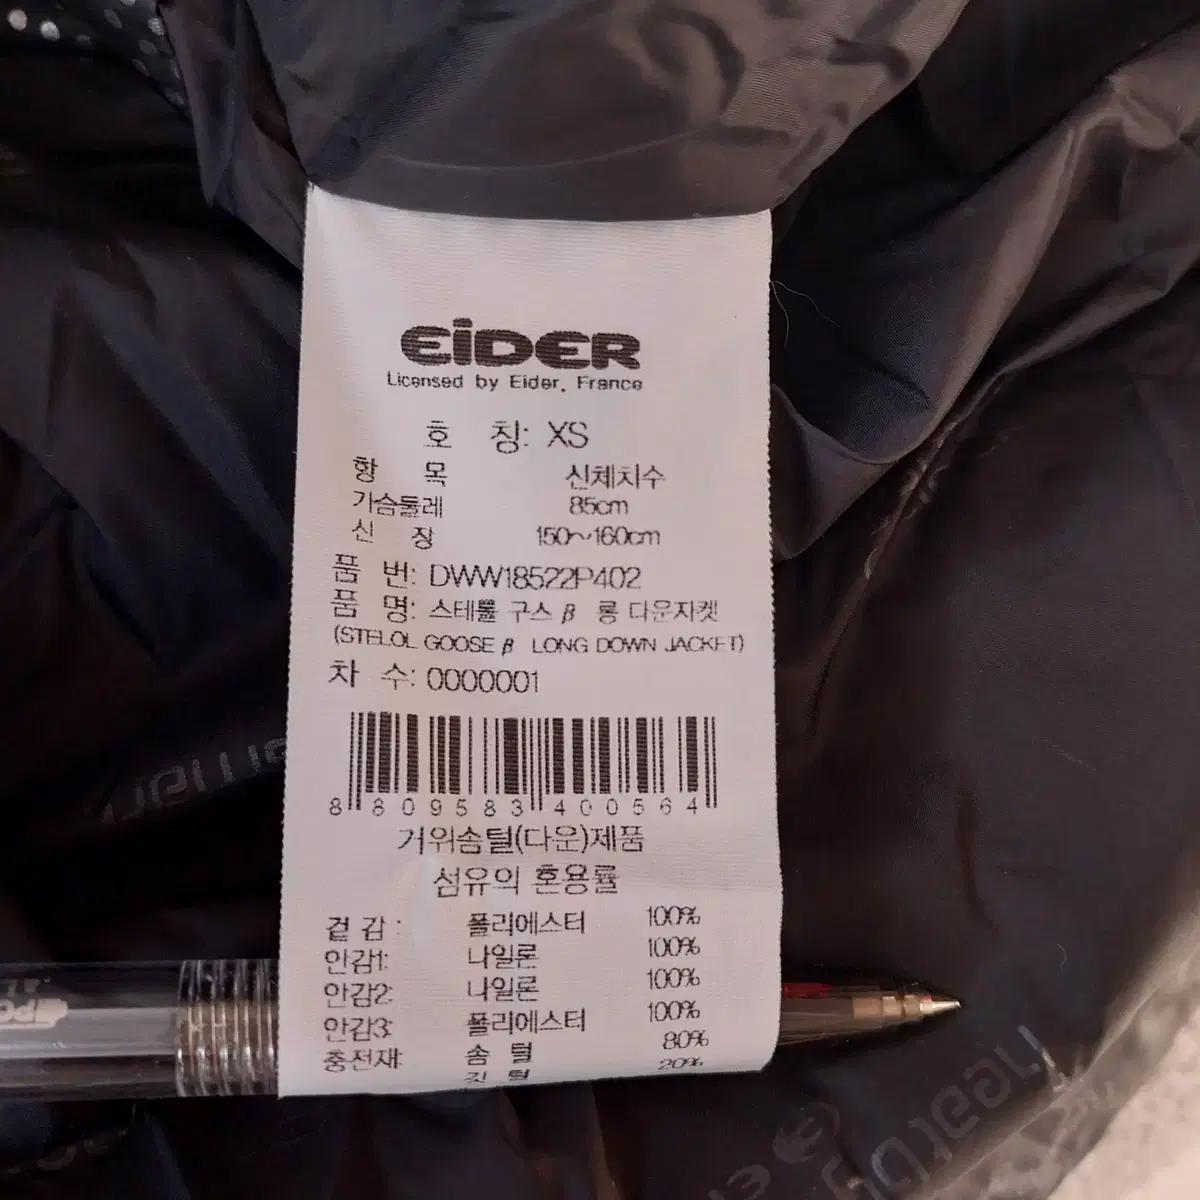 EiDER
Licensed by Eider, France
호 칭: XS
항 목 신체치수
가슴둘레 85cm
신 장 150~160cm
품 번: DWW18522P402
품 명: 스테롤 구스 β 롱 다운자켓
(STELOL GOOSE β LONG DOWN JACKET)
차 수: 0000001
8 809583 400564
거위솜털(다운)제품
섬유의 혼용률
겉감: 폴리에스터 100%
안감1: 나일론 100%
안감2: 나일론 100%
안감3: 폴리에스터 100%
충전재: 솜 털 80%
깃 털 20%